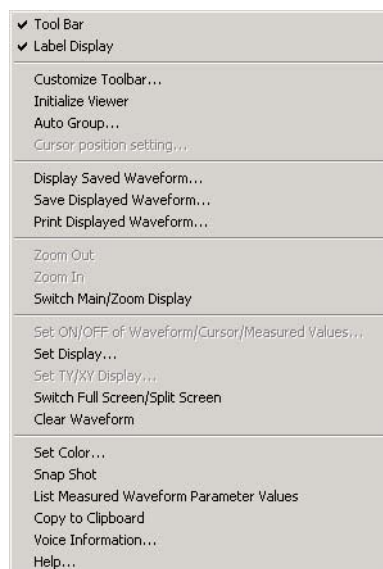 Tool Bar
Label Display
Customize Toolbar...
Initialize Viewer
Auto Group...
Cursor position setting...
Display Saved Waveform...
Save Displayed Waveform...
Print Displayed Waveform...
Zoom Out
Zoom In
Switch Main/Zoom Display
Set ON/OFF of Waveform/Cursor/Measured Values...
Set Display...
Set TY/XY Display...
Switch Full Screen/Split Screen
Clear Waveform
Set Color...
Snap Shot
List Measured Waveform Parameter Values
Copy to Clipboard
Voice Information...
Help...